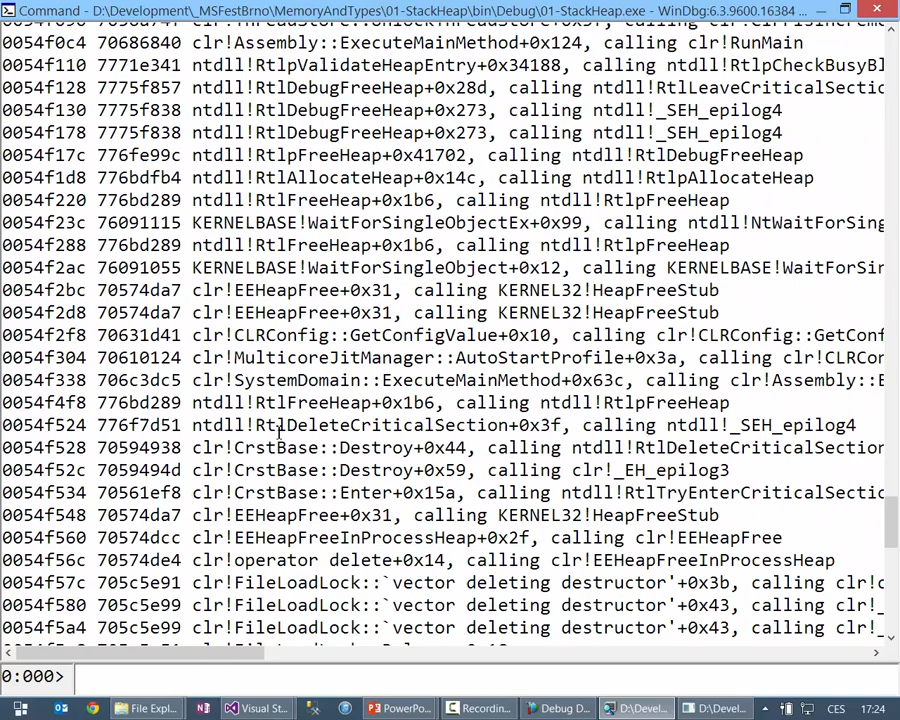 Command - D:\Development\_MSFestBrno\MemoryAndTypes\01-StackHeap\bin\Debug\01-StackHeap.exe - WinDbg:6.3.9600.16384 ...
0054f0c4 70686840 clr!Assembly::ExecuteMainMethod+0x124, calling clr!RunMain
0054f110 7771e341 ntdll!RtlpValidateHeapEntry+0x34188, calling ntdll!RtlpCheckBusyBl
0054f128 7775f857 ntdll!RtlDebugFreeHeap+0x28d, calling ntdll!RtlLeaveCriticalSectio
0054f130 7775f838 ntdll!RtlDebugFreeHeap+0x273, calling ntdll!_SEH_epilog4
0054f178 7775f838 ntdll!RtlDebugFreeHeap+0x273, calling ntdll!_SEH_epilog4
0054f17c 776fe99c ntdll!RtlpFreeHeap+0x41702, calling ntdll!RtlDebugFreeHeap
0054f1d8 776bdfb4 ntdll!RtlAllocateHeap+0x14c, calling ntdll!RtlpAllocateHeap
0054f220 776bd289 ntdll!RtlFreeHeap+0x1b6, calling ntdll!RtlpFreeHeap
0054f23c 76091115 KERNELBASE!WaitForSingleObjectEx+0x99, calling ntdll!NtWaitForSing
0054f288 776bd289 ntdll!RtlFreeHeap+0x1b6, calling ntdll!RtlpFreeHeap
0054f2ac 76091055 KERNELBASE!WaitForSingleObject+0x12, calling KERNELBASE!WaitForSin
0054f2bc 70574da7 clr!EEHeapFree+0x31, calling KERNEL32!HeapFreeStub
0054f2d8 70574da7 clr!EEHeapFree+0x31, calling KERNEL32!HeapFreeStub
0054f2f8 70631d41 clr!CLRConfig::GetConfigValue+0x10, calling clr!CLRConfig::GetConf
0054f304 70610124 clr!MulticoreJitManager::AutoStartProfile+0x3a, calling clr!CLRCon
0054f338 706c3dc5 clr!SystemDomain::ExecuteMainMethod+0x63c, calling clr!Assembly::E
0054f4f8 776bd289 ntdll!RtlFreeHeap+0x1b6, calling ntdll!RtlpFreeHeap
0054f524 776f7d51 ntdll!RtlDeleteCriticalSection+0x3f, calling ntdll!_SEH_epilog4
0054f528 70594938 clr!CrstBase::Destroy+0x44, calling ntdll!RtlDeleteCriticalSection
0054f52c 7059494d clr!CrstBase::Destroy+0x59, calling clr!_EH_epilog3
0054f534 70561ef8 clr!CrstBase::Enter+0x15a, calling ntdll!RtlTryEnterCriticalSectio
0054f548 70574da7 clr!EEHeapFree+0x31, calling KERNEL32!HeapFreeStub
0054f560 70574dcc clr!EEHeapFreeInProcessHeap+0x2f, calling clr!EEHeapFree
0054f56c 70574de4 clr!operator delete+0x14, calling clr!EEHeapFreeInProcessHeap
0054f57c 705c5e91 clr!FileLoadLock::`vector deleting destructor'+0x3b, calling clr!c
0054f580 705c5e99 clr!FileLoadLock::`vector deleting destructor'+0x43, calling clr!_
0054f5a4 705c5e99 clr!FileLoadLock::`vector deleting destructor'+0x43, calling clr!_
0:000>
File Expl... Visual St... PowerPo... Recordin... Debug D... D:\Devel... D:\Devel... CES 17:24